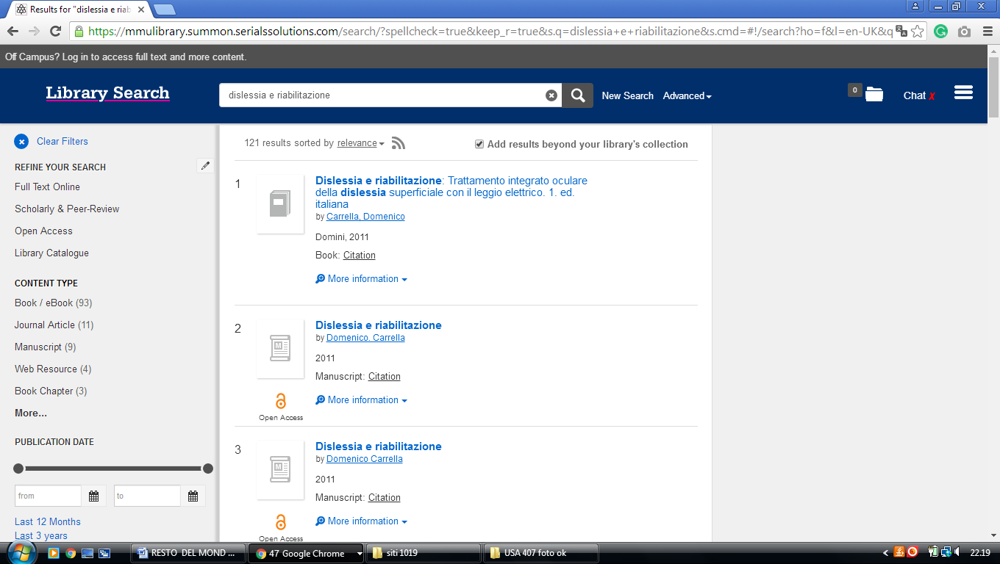 Results for "dislessia e riab
https://mmulibrary.summon.serialssolutions.com/search/?spellcheck=true&keep_r=true&s.q=dislessia+e+riabilitazione&s.cmd=#!/search?ho=f&l=en-UK&q
Off Campus? Log in to access full text and more content.
Library Search
dislessia e riabilitazione
New Search
Advanced
0
Chat x
Clear Filters
REFINE YOUR SEARCH
Full Text Online
Scholarly & Peer-Review
Open Access
Library Catalogue
CONTENT TYPE
Book / eBook (93)
Journal Article (11)
Manuscript (9)
Web Resource (4)
Book Chapter (3)
More...
PUBLICATION DATE
from
to
Last 12 Months
Last 3 years
121 results sorted by relevance
Add results beyond your library's collection
1
Dislessia e riabilitazione: Trattamento integrato oculare
della dislessia superficiale con il leggio elettrico. 1. ed.
italiana
by Carrella, Domenico
Domini, 2011
Book: Citation
More information
2
Dislessia e riabilitazione
by Domenico. Carrella
2011
Manuscript: Citation
More information
Open Access
3
Dislessia e riabilitazione
by Domenico Carrella
2011
Manuscript: Citation
More information
Open Access
RESTO DEL MOND ...
47 Google Chrome
siti 1019
USA 407 foto ok
22.19